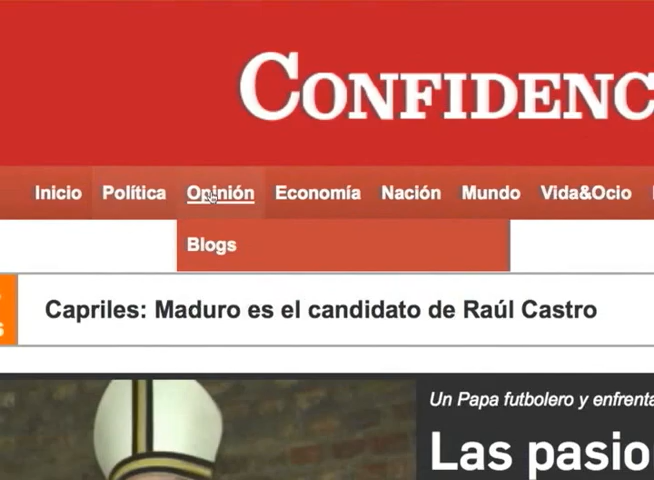 CONFIDENC
Inicio Política Opinión Economía Nación Mundo Vida&Ocio
Blogs
Capriles: Maduro es el candidato de Raúl Castro
Un Papa futbolero y enfrenta
Las pasio